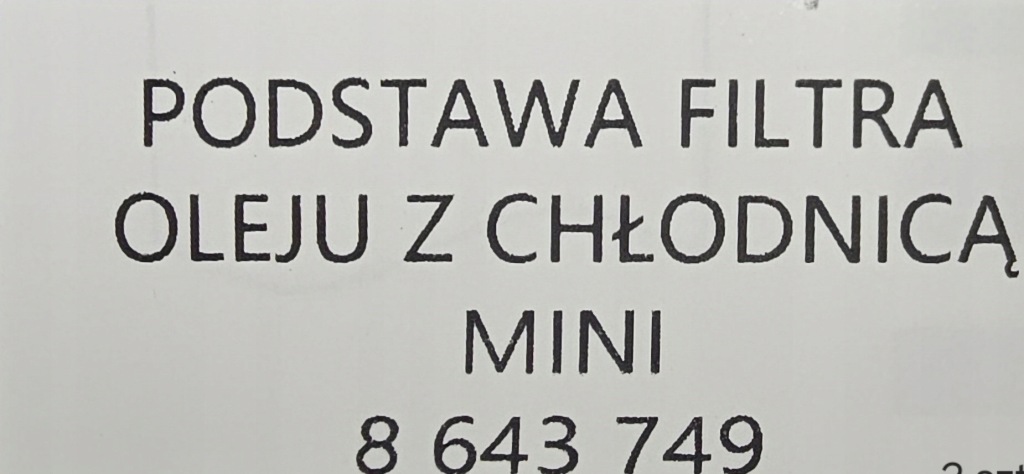 PODSTAWA FILTRA
OLEJU Z CHŁODNICĄ
MINI
8 643 749